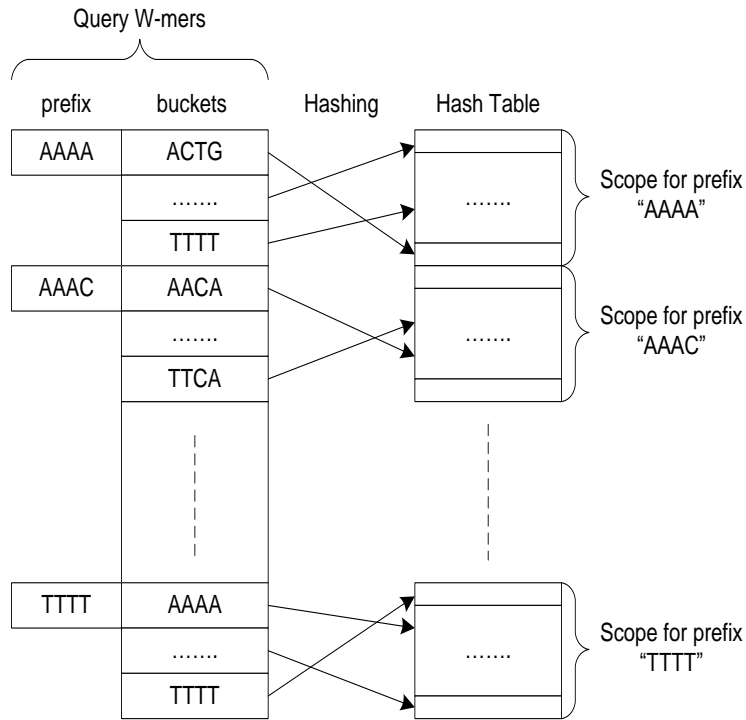 Query W-mers
prefix buckets Hashing Hash Table
AAAA ACTG
.......
TTTT
.......
Scope for prefix
“AAAA”
AAAC AACA
.......
TTCA
.......
Scope for prefix
“AAAC”
TTTT AAAA
.......
TTTT
.......
Scope for prefix
“TTTT”